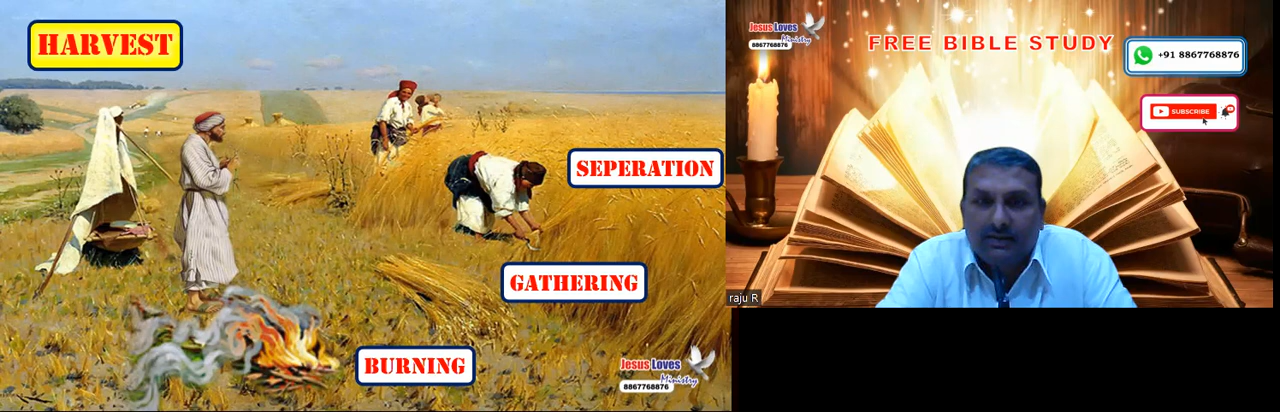 HARVEST
SEPERATION
GATHERING
BURNING
Jesus Loves
Ministry
8867768876
Jesus Loves
Ministry
8867768876
FREE BIBLE STUDY
+91 8867768876
SUBSCRIBE
raju R